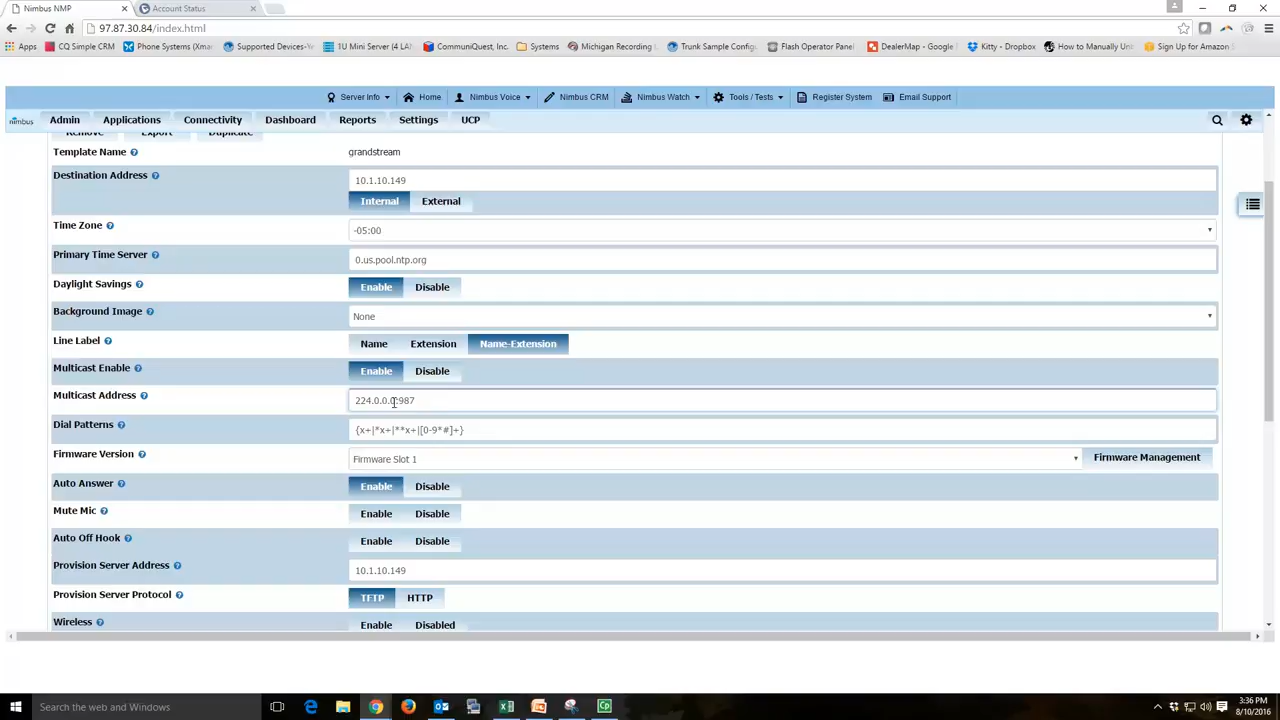 Nimbus NMP
Account Status
97.87.30.84/index.html
Apps CQ Simple CRM Phone Systems (Xma Supported Devices-Y 1U Mini Server (4 LA CommuniQuest, Inc. Systems Michigan Recording Trunk Sample Config Flash Operator Panel DealerMap - Google Kitty - Dropbox How to Manually Un Sign Up for Amazon S
Server Info Home Nimbus Voice Nimbus CRM Nimbus Watch Tools / Tests Register System Email Support
nimbus Admin Applications Connectivity Dashboard Reports Settings UCP
Remove Export Duplicate
Template Name grandstream
Destination Address 10.1.10.149
Internal External
Time Zone -05:00
Primary Time Server 0.us.pool.ntp.org
Daylight Savings Enable Disable
Background Image None
Line Label Name Extension Name-Extension
Multicast Enable Enable Disable
Multicast Address
Dial Patterns {x+|*x+|**x+|[0-9*#]+}
Firmware Version Firmware Slot 1 Firmware Management
Auto Answer Enable Disable
Mute Mic Enable Disable
Auto Off Hook Enable Disable
Provision Server Address 10.1.10.149
Provision Server Protocol TFTP HTTP
Wireless Enable Disabled
Search the web and Windows
3:36 PM
8/10/2016